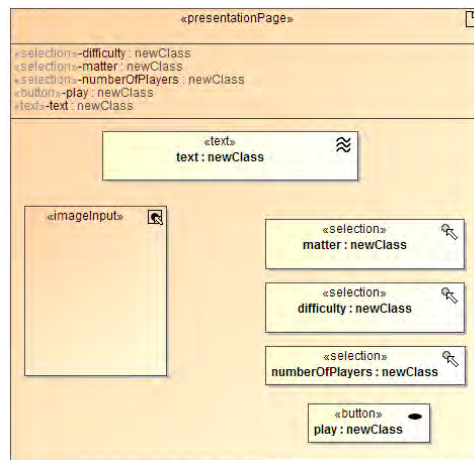 «presentationPage»
«selection»-difficulty : newClass
«selection»-matter : newClass
«selection»-numberOfPlayers : newClass
«button»-play : newClass
«text»-text : newClass
«text»
text : newClass
«imageInput»
«selection»
matter : newClass
«selection»
difficulty : newClass
«selection»
numberOfPlayers : newClass
«button»
play : newClass